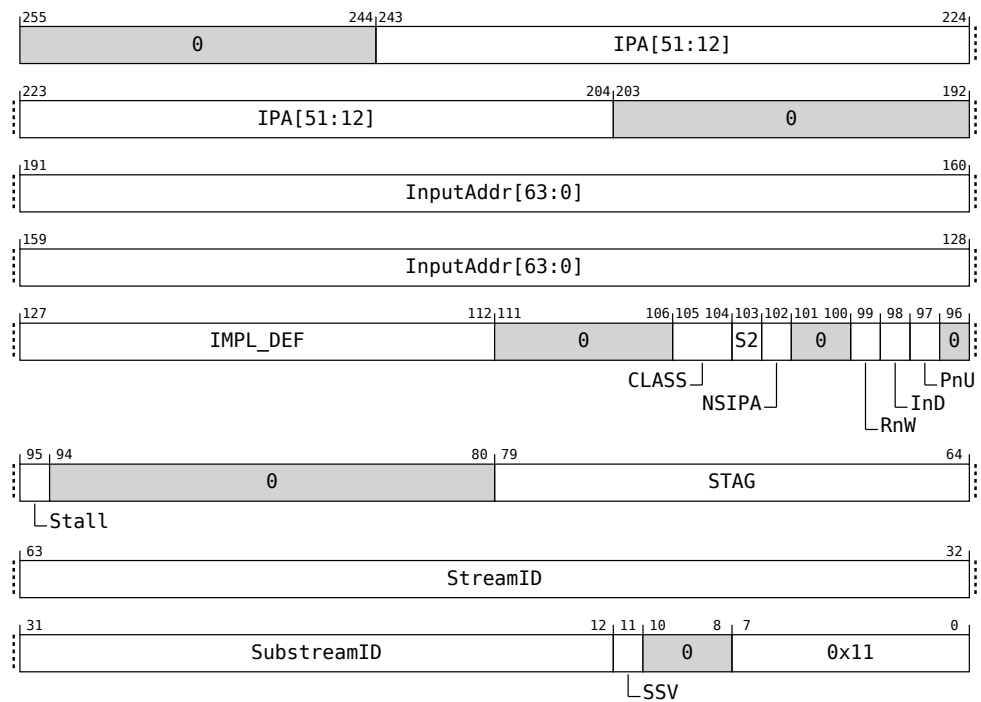 255 244 243 224
0 IPA[51:12]
223 204 203 192
IPA[51:12] 0
191 160
InputAddr[63:0]
159 128
InputAddr[63:0]
127 112 111 106 105 104 103 102 101 100 99 98 97 96
IMPL_DEF 0 S2 0 0
CLASS PnU
NSIPA InD
RnW
95 94 80 79 64
0 STAG
Stall
63 32
StreamID
31 12 11 10 8 7 0
SubstreamID 0 0x11
SSV